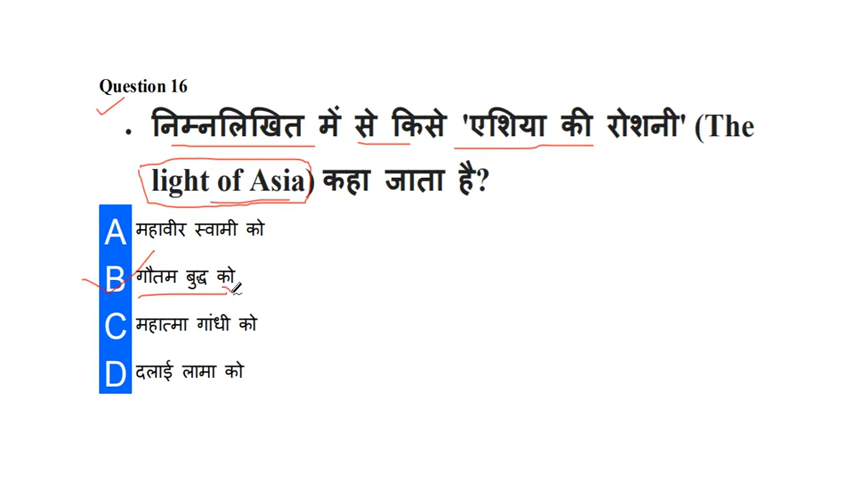 Question 16
• निम्नलिखित में से किसे 'एशिया की रोशनी' (The
light of Asia) कहा जाता है?
A महावीर स्वामी को
B गौतम बुद्ध को
C महात्मा गांधी को
D दलाई लामा को